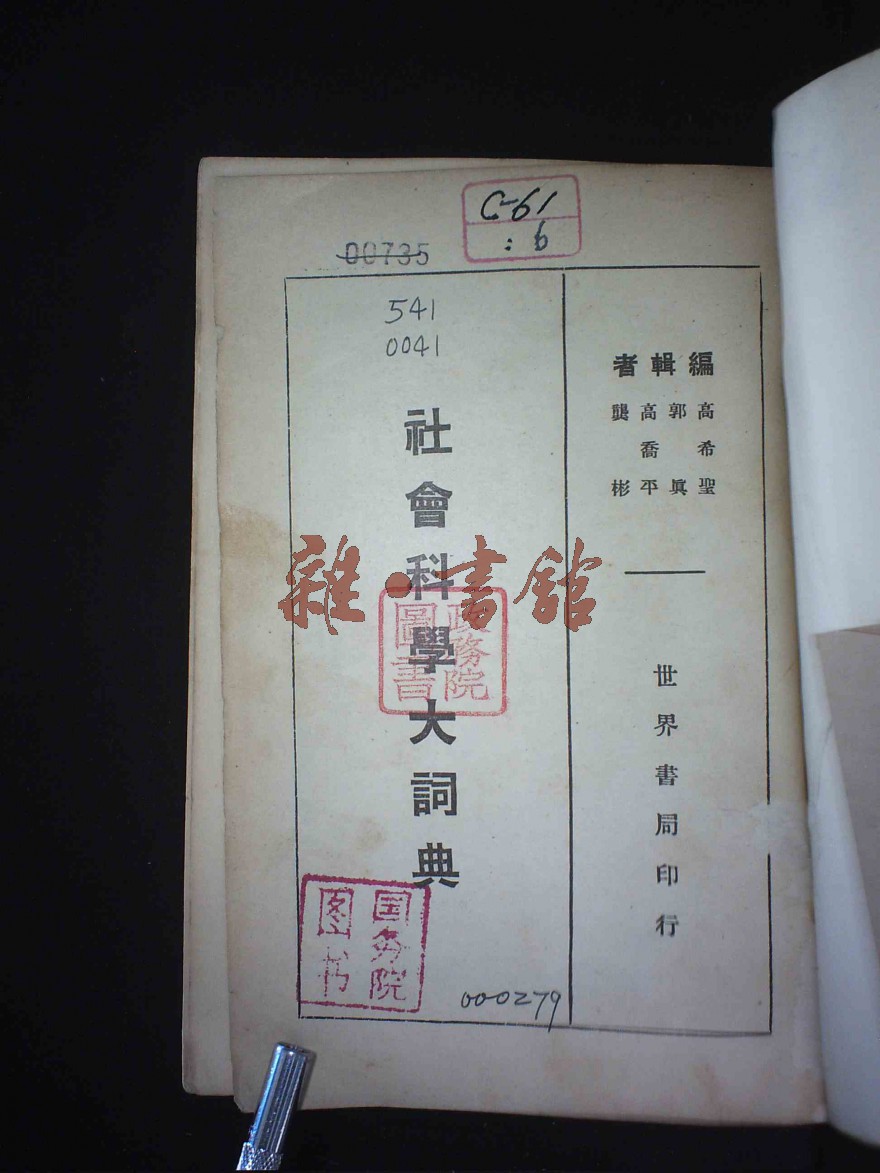 C-61
: 6
00735
541
0041
編輯者
高希聖
郭眞
高喬平
龔彬
世界書局印行
社會科學大詞典
雜·書館
政務院
圖書
国务院
图书
000279